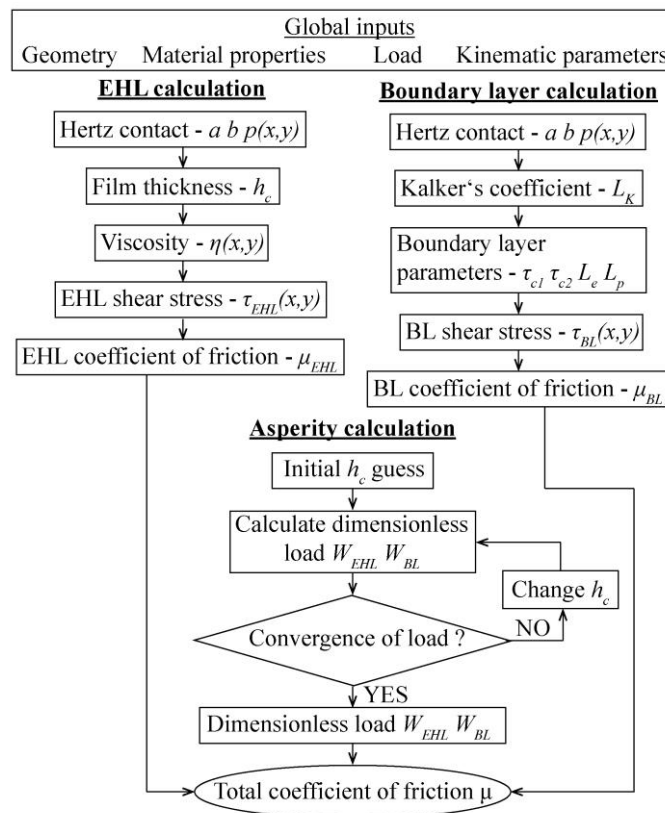 Global inputs
Geometry Material properties Load Kinematic parameters
EHL calculation
Hertz contact - a b p(x,y)
Film thickness - h_c
Viscosity - η(x,y)
EHL shear stress - τ_EHL(x,y)
EHL coefficient of friction - μ_EHL
Boundary layer calculation
Hertz contact - a b p(x,y)
Kalker‘s coefficient - L_K
Boundary layer
parameters - τ_c1 τ_c2 L_e L_p
BL shear stress - τ_BL(x,y)
BL coefficient of friction - μ_BL
Asperity calculation
Initial h_c guess
Calculate dimensionless
load W_EHL W_BL
Change h_c
Convergence of load ?
NO
YES
Dimensionless load W_EHL W_BL
Total coefficient of friction μ